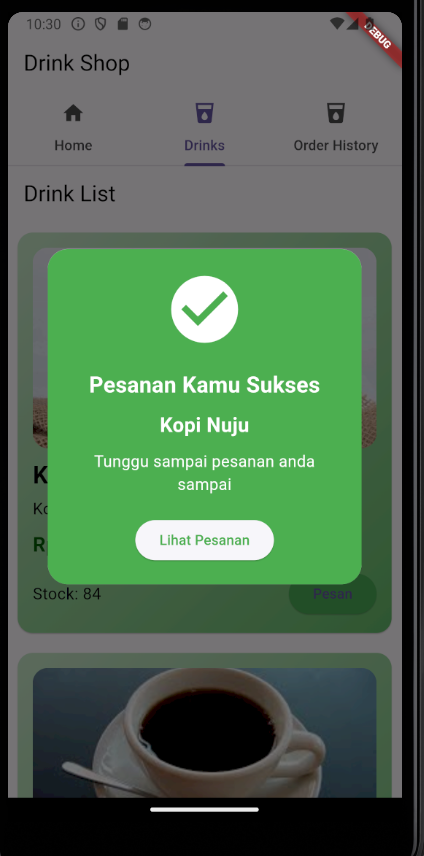 10:30
DEBUG
Drink Shop
Home
Drinks
Order History
Drink List
Pesanan Kamu Sukses
Kopi Nuju
Tunggu sampai pesanan anda
sampai
Lihat Pesanan
Stock: 84
Pesan